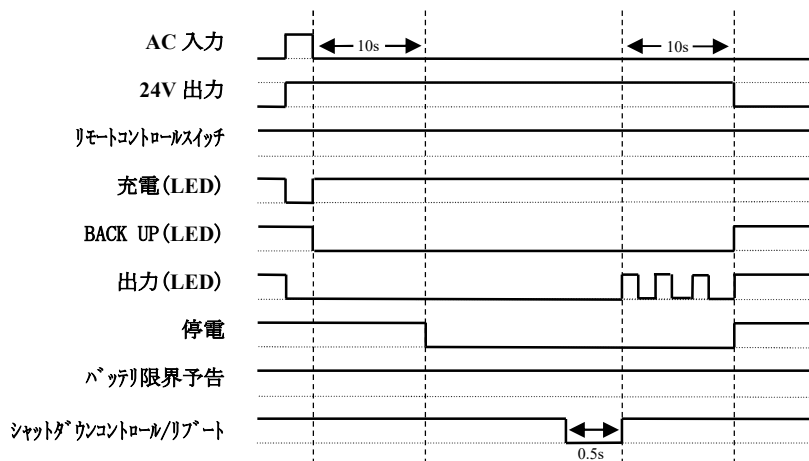 AC 入力
10s
10s
24V 出力
ﾘﾓｰﾄｺﾝﾄﾛｰﾙｽｲｯﾁ
充電(LED)
BACK UP(LED)
出力(LED)
停電
ﾊﾞｯﾃﾘ限界予告
ｼｬｯﾄﾀﾞｳﾝｺﾝﾄﾛｰﾙ/ﾘﾌﾞｰﾄ
0.5s